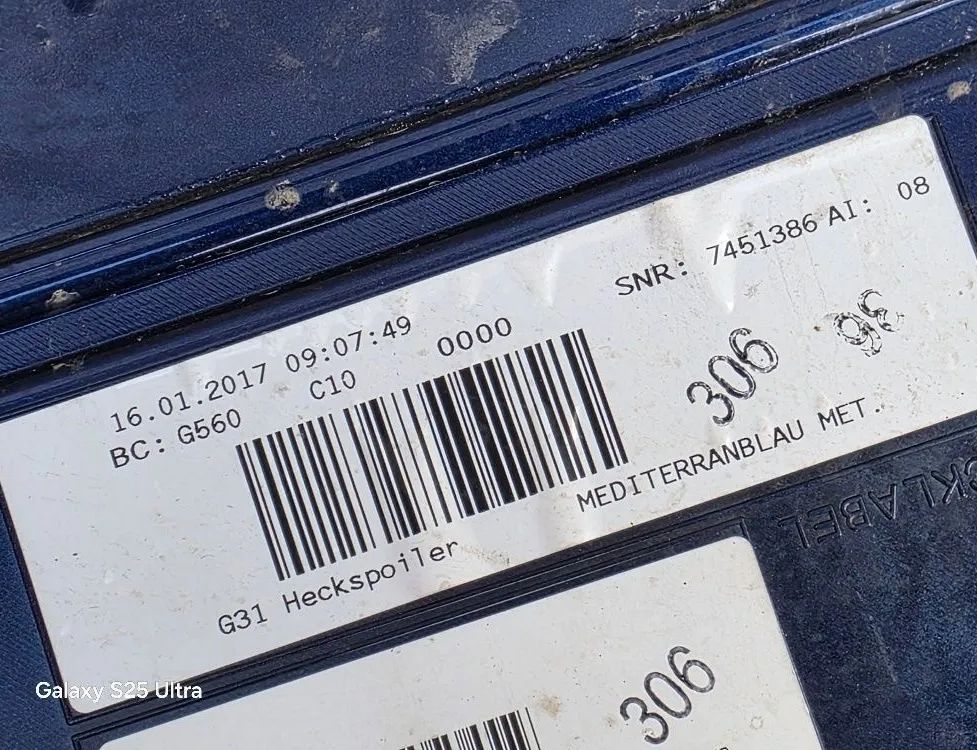 SNR: 7451386 AI: 08
16.01.2017 09:07:49
BC: G560 C10 0000
306
MEDITERRANBLAU MET.
G31 Heckspoiler
KLABEL
306
Galaxy S25 Ultra